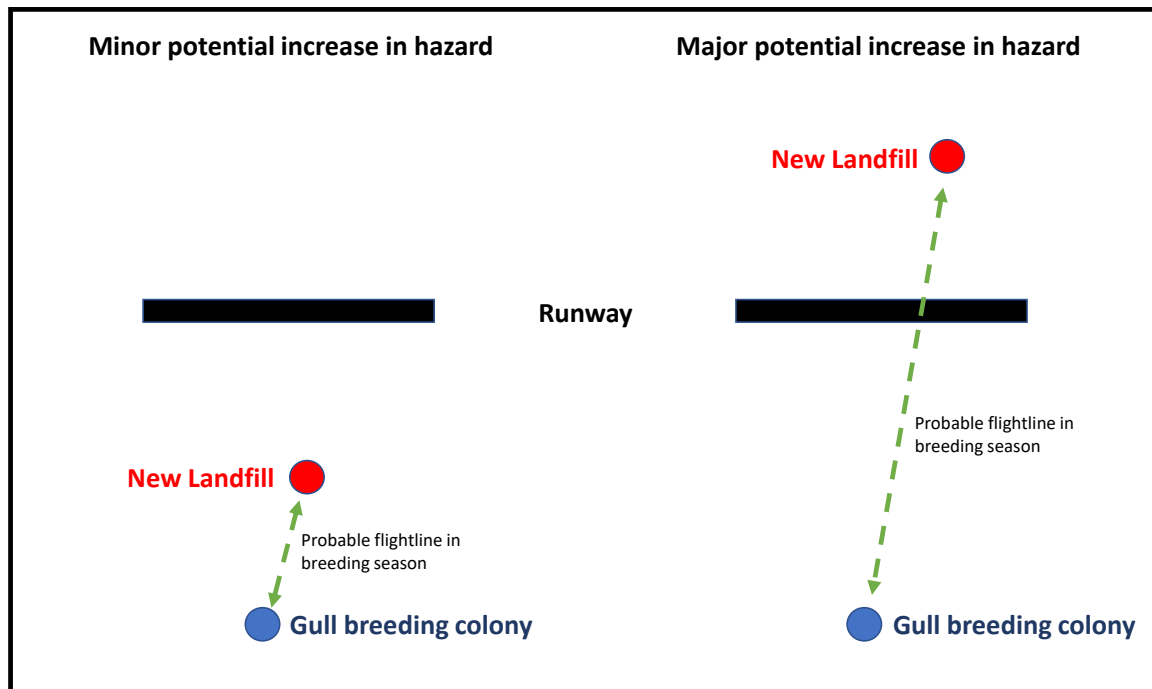 Minor potential increase in hazard
Major potential increase in hazard
New Landfill
Runway
Probable flightline in
breeding season
New Landfill
Probable flightline in
breeding season
Gull breeding colony
Gull breeding colony